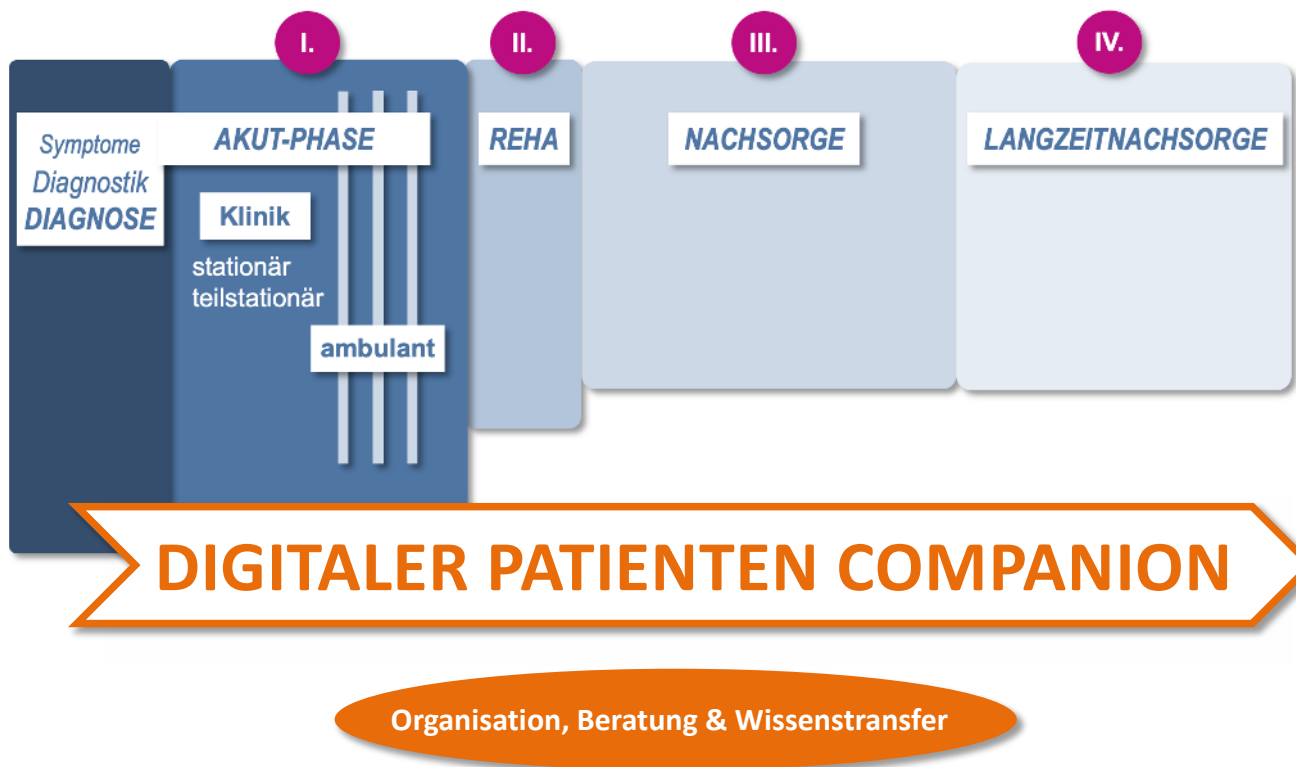 I.
II.
III.
IV.
Symptome
Diagnostik
DIAGNOSE
AKUT-PHASE
Klinik
stationär
teilstationär
ambulant
REHA
NACHSORGE
LANGZEITNACHSORGE
DIGITALER PATIENTEN COMPANION
Organisation, Beratung & Wissenstransfer